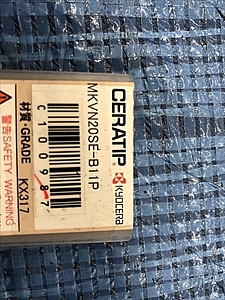 CERATIP KYOCERA
MKVN20SE-B11P
C100987
材質・GRADE KX317
警告SAFETY WARNING